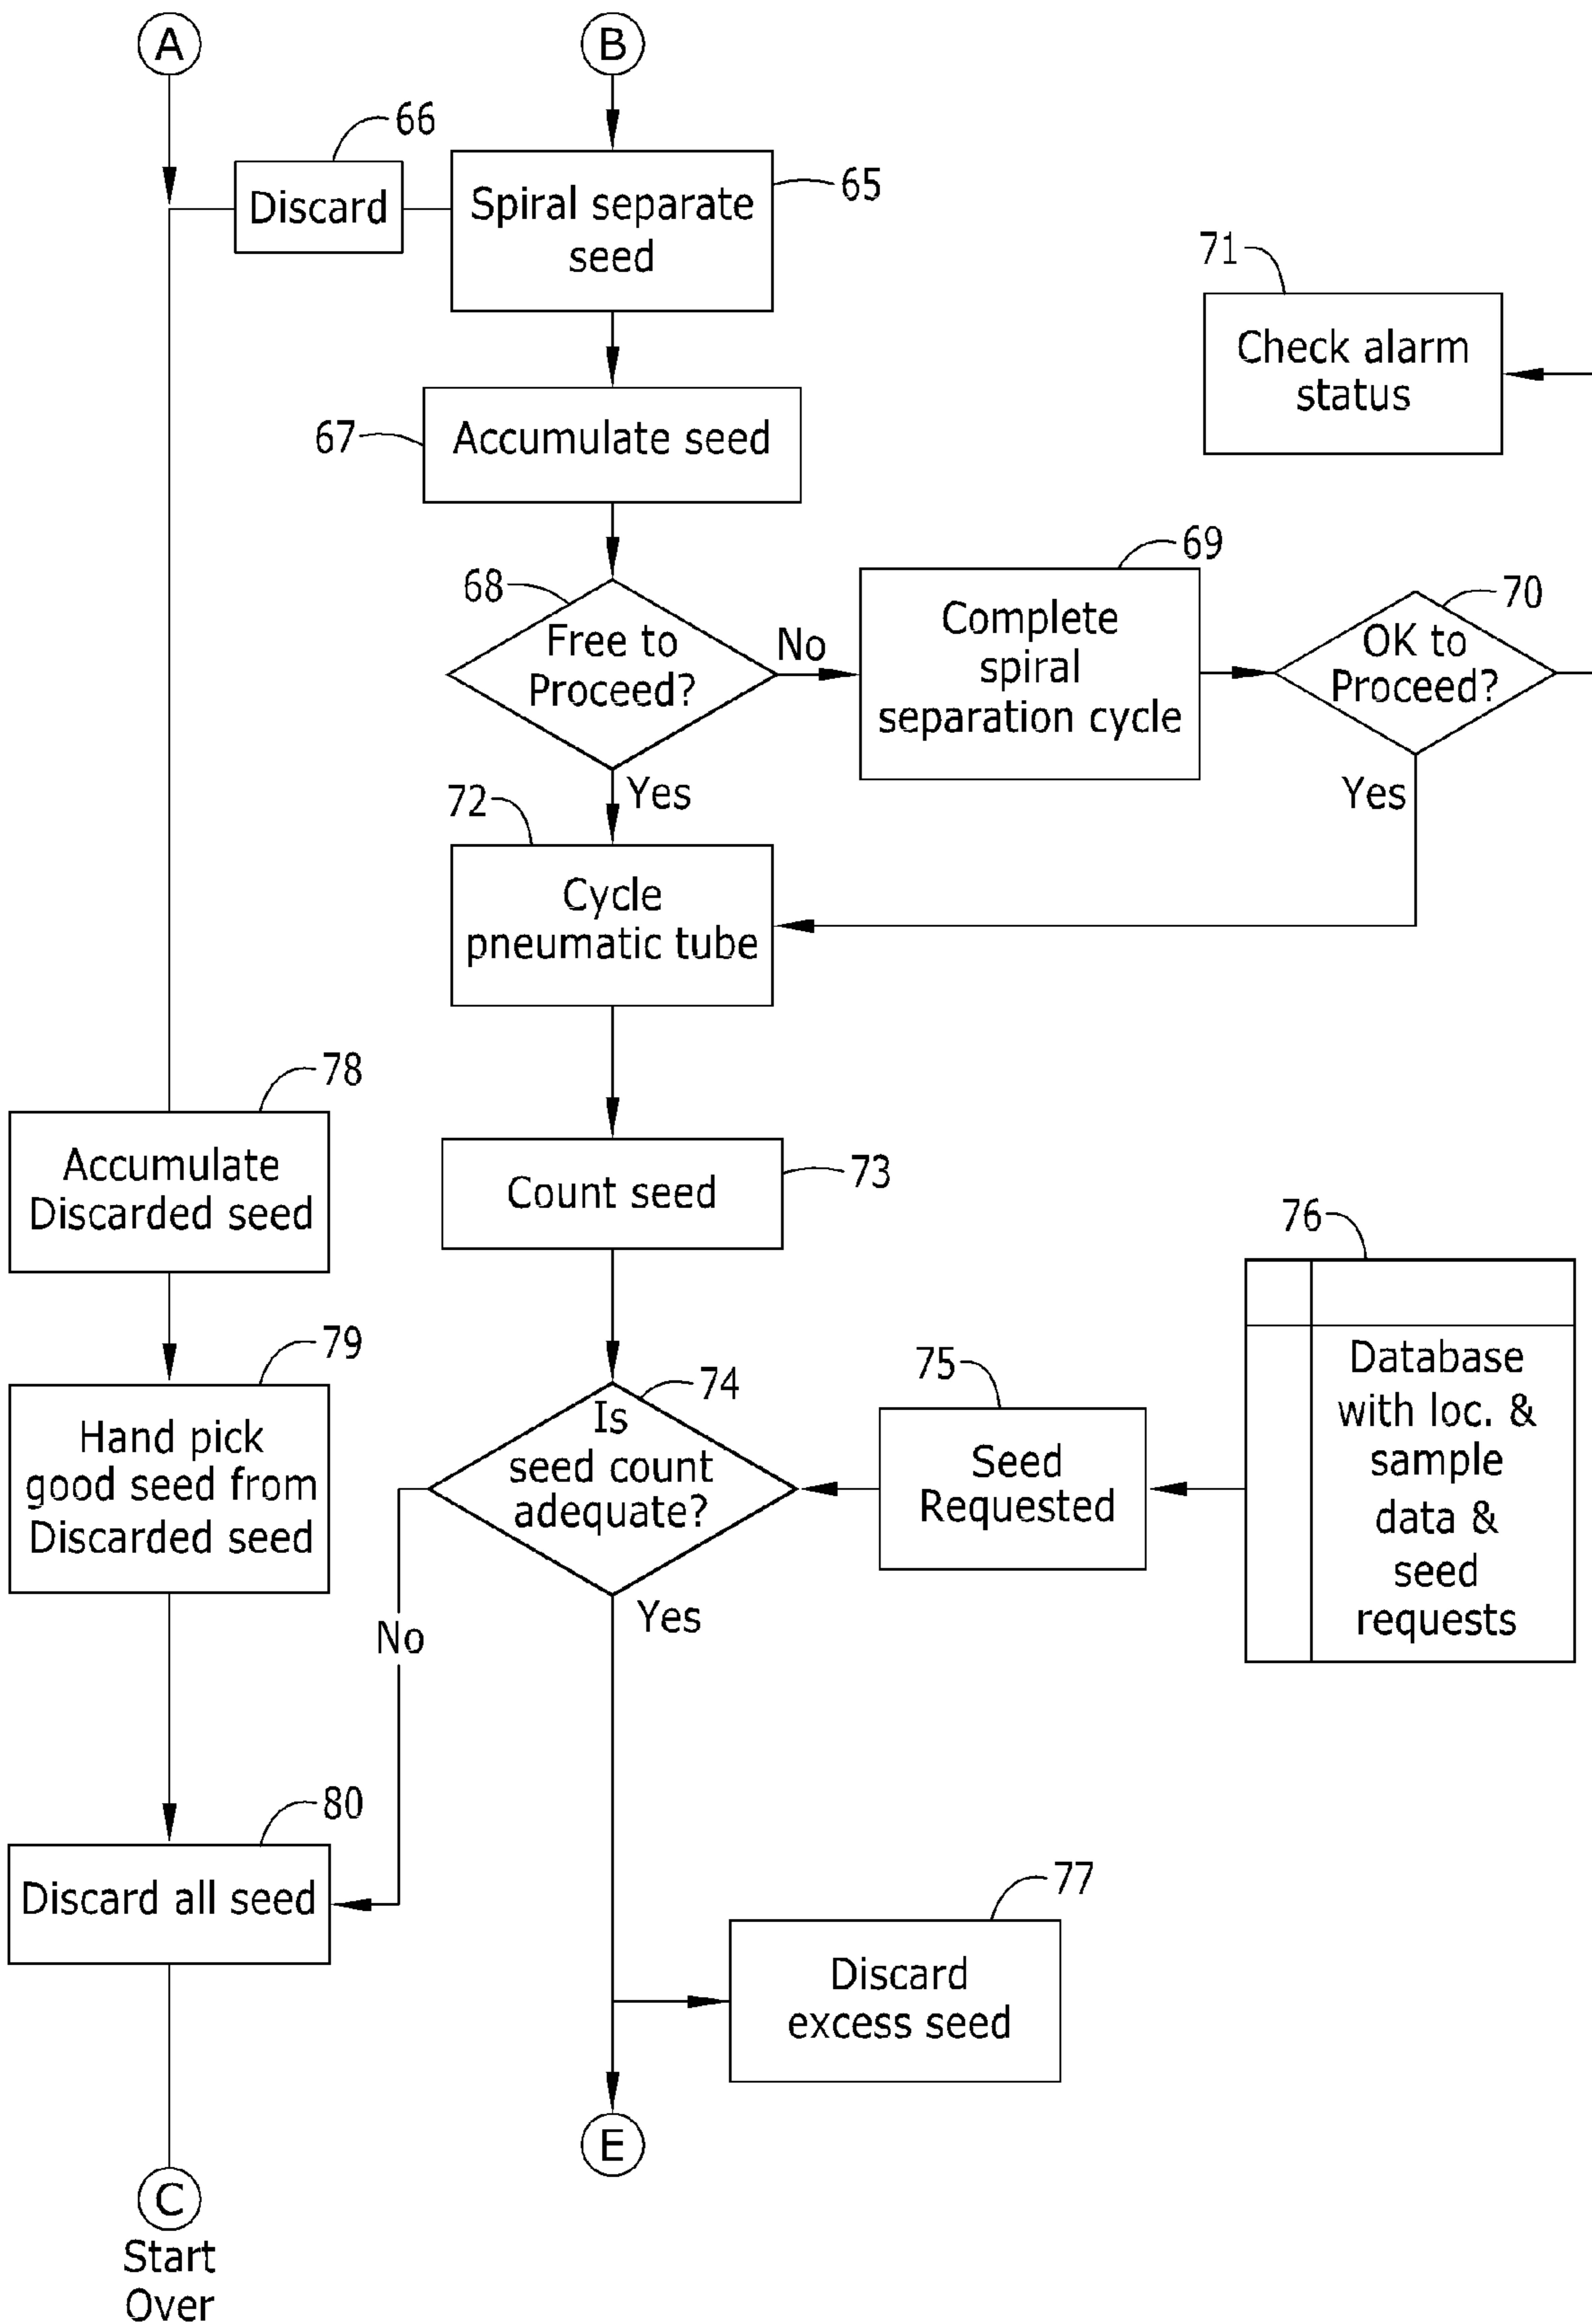 A
B
66
Discard
Spiral separate
seed
65
71
Check alarm
status
67
Accumulate seed
68
Free to
Proceed?
No
69
Complete
spiral
separation cycle
70
OK to
Proceed?
Yes
Yes
72
Cycle
pneumatic tube
78
Accumulate
Discarded seed
Count seed
73
76
Database
with loc. &
sample
data &
seed
requests
75
Seed
Requested
74
Is
seed count
adequate?
79
Hand pick
good seed from
Discarded seed
No
Yes
80
Discard all seed
77
Discard
excess seed
E
C
Start
Over